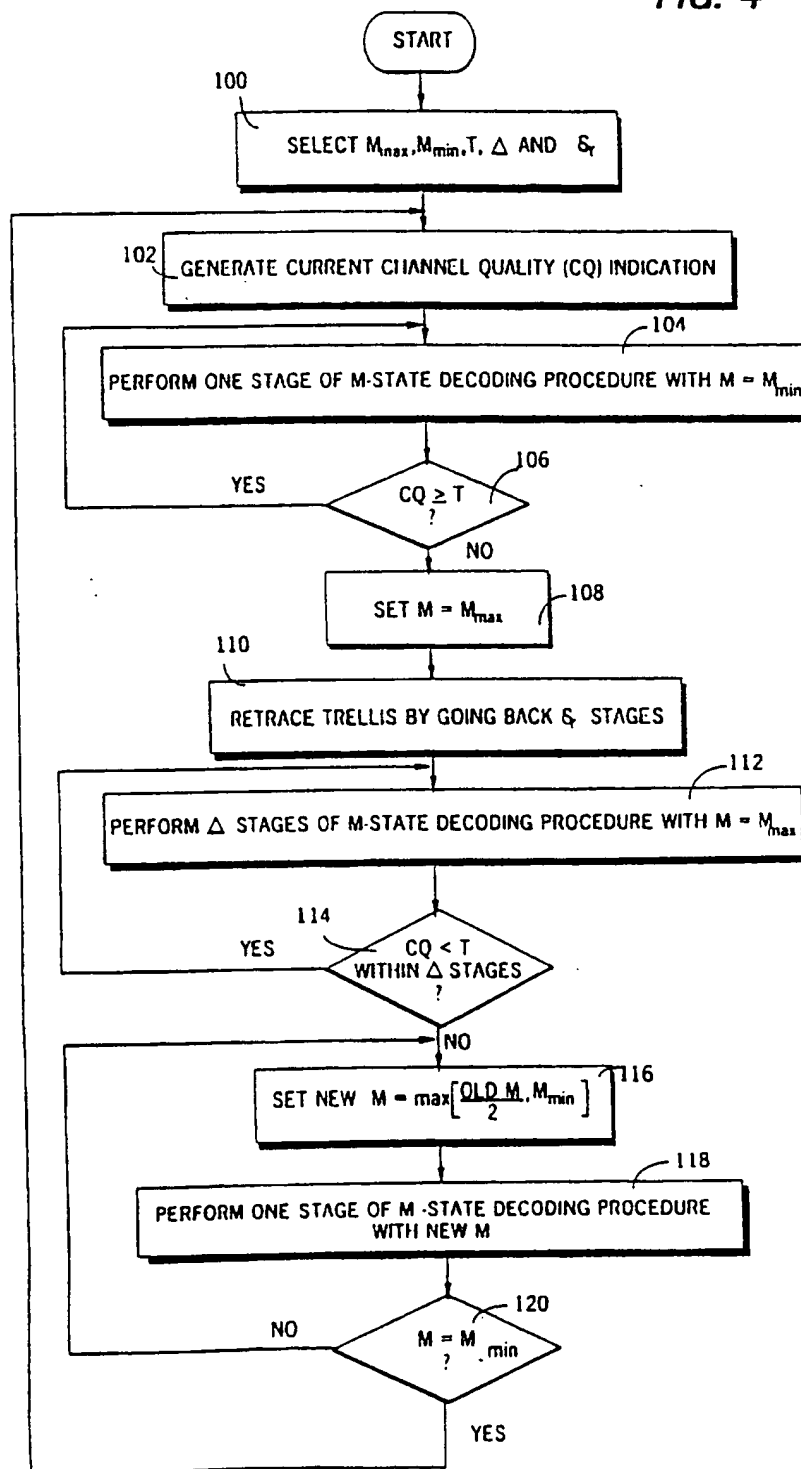 FIG. 4
START
100
SELECT Mmax, Mmin, T, Δ AND δr
102
GENERATE CURRENT CHANNEL QUALITY (CQ) INDICATION
104
PERFORM ONE STAGE OF M-STATE DECODING PROCEDURE WITH M = Mmin
106
YES
CQ ≥ T
?
NO
SET M = Mmax
108
110
RETRACE TRELLIS BY GOING BACK δr STAGES
112
PERFORM Δ STAGES OF M-STATE DECODING PROCEDURE WITH M = Mmax
114
YES
CQ < T
WITHIN Δ STAGES
?
NO
116
SET NEW M = max[OLD M/2, Mmin]
118
PERFORM ONE STAGE OF M-STATE DECODING PROCEDURE
WITH NEW M
120
NO
M = Mmin
?
YES